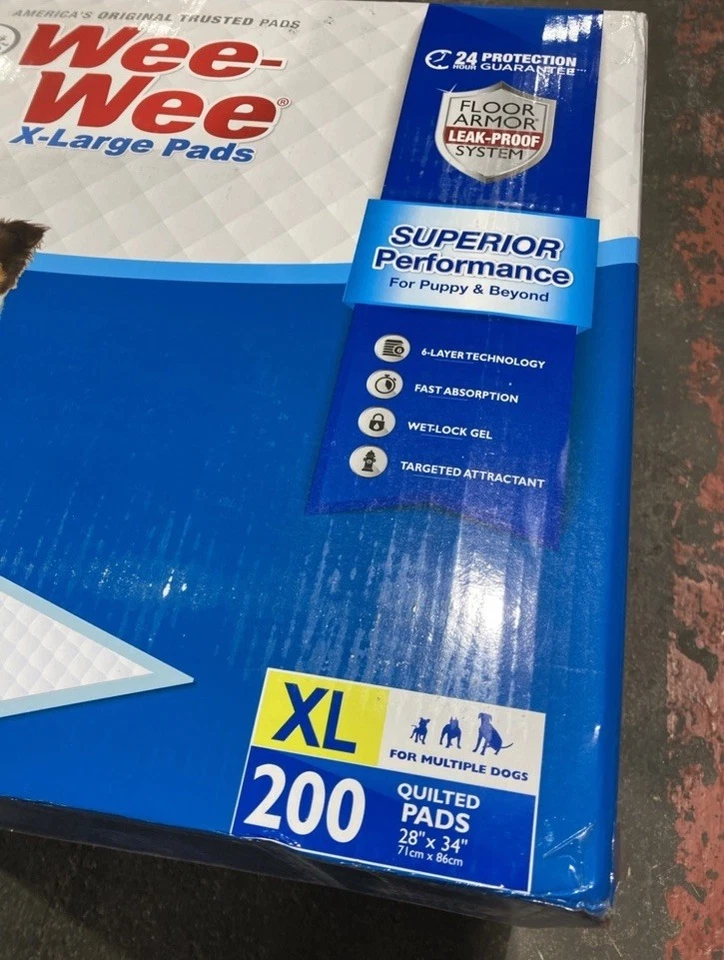 AMERICA'S ORIGINAL TRUSTED PADS
Wee-
Wee®
X-Large Pads
24 HOUR PROTECTION
GUARANTEE
FLOOR
ARMOR
LEAK-PROOF
SYSTEM
SUPERIOR
Performance
For Puppy & Beyond
6-LAYER TECHNOLOGY
FAST ABSORPTION
WET-LOCK GEL
TARGETED ATTRACTANT
XL
FOR MULTIPLE DOGS
200
QUILTED
PADS
28" x 34"
71cm x 86cm